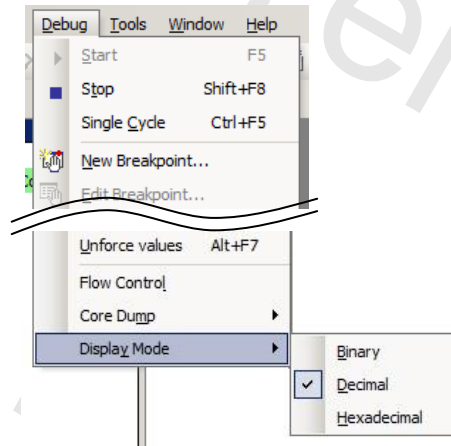 Debug Tools Window Help
Start F5
Stop Shift+F8
Single Cycle Ctrl+F5
New Breakpoint...
Edit Breakpoint...
Unforce values Alt+F7
Flow Control
Core Dump
Display Mode
Binary
Decimal
Hexadecimal